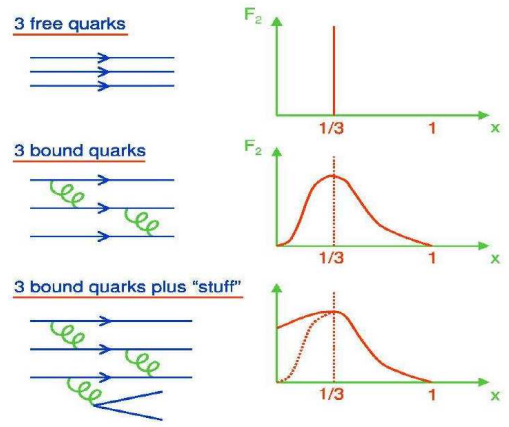 3 free quarks
F₂
1/3 1 x
3 bound quarks
F₂
1/3 1 x
3 bound quarks plus "stuff"
1/3 1 x